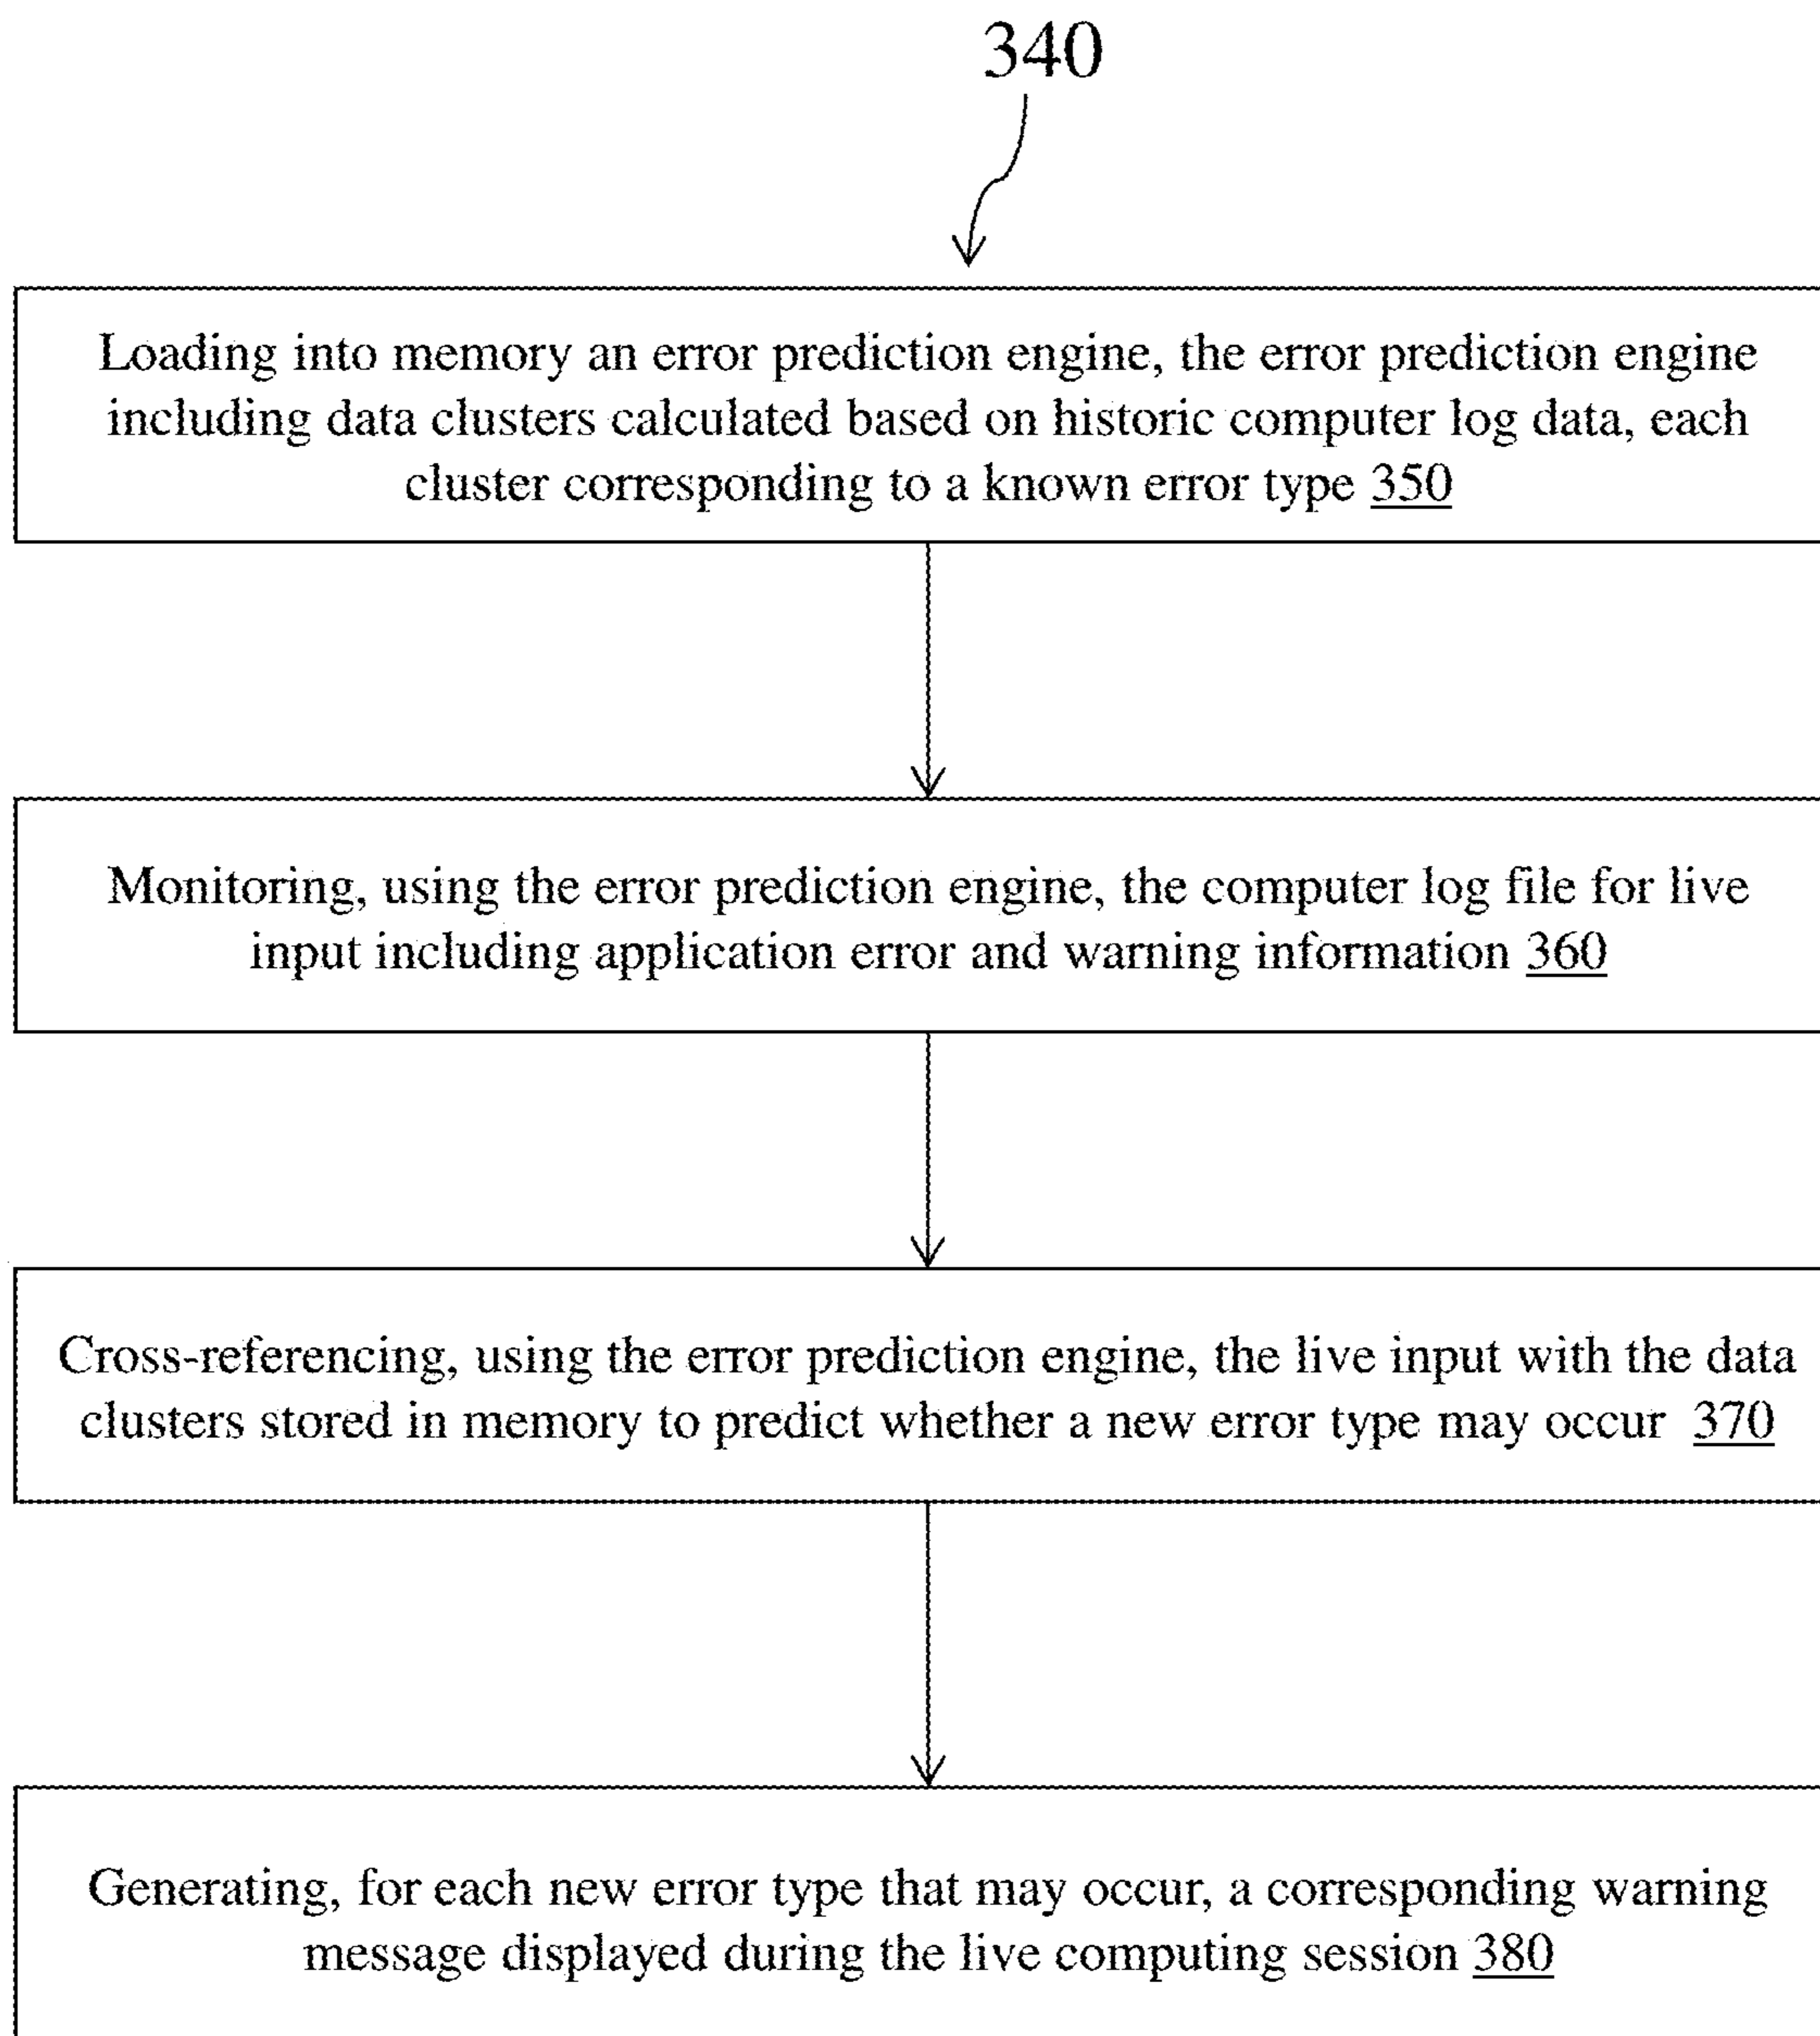 340
Loading into memory an error prediction engine, the error prediction engine
including data clusters calculated based on historic computer log data, each
cluster corresponding to a known error type 350
Monitoring, using the error prediction engine, the computer log file for live
input including application error and warning information 360
Cross-referencing, using the error prediction engine, the live input with the data
clusters stored in memory to predict whether a new error type may occur 370
Generating, for each new error type that may occur, a corresponding warning
message displayed during the live computing session 380